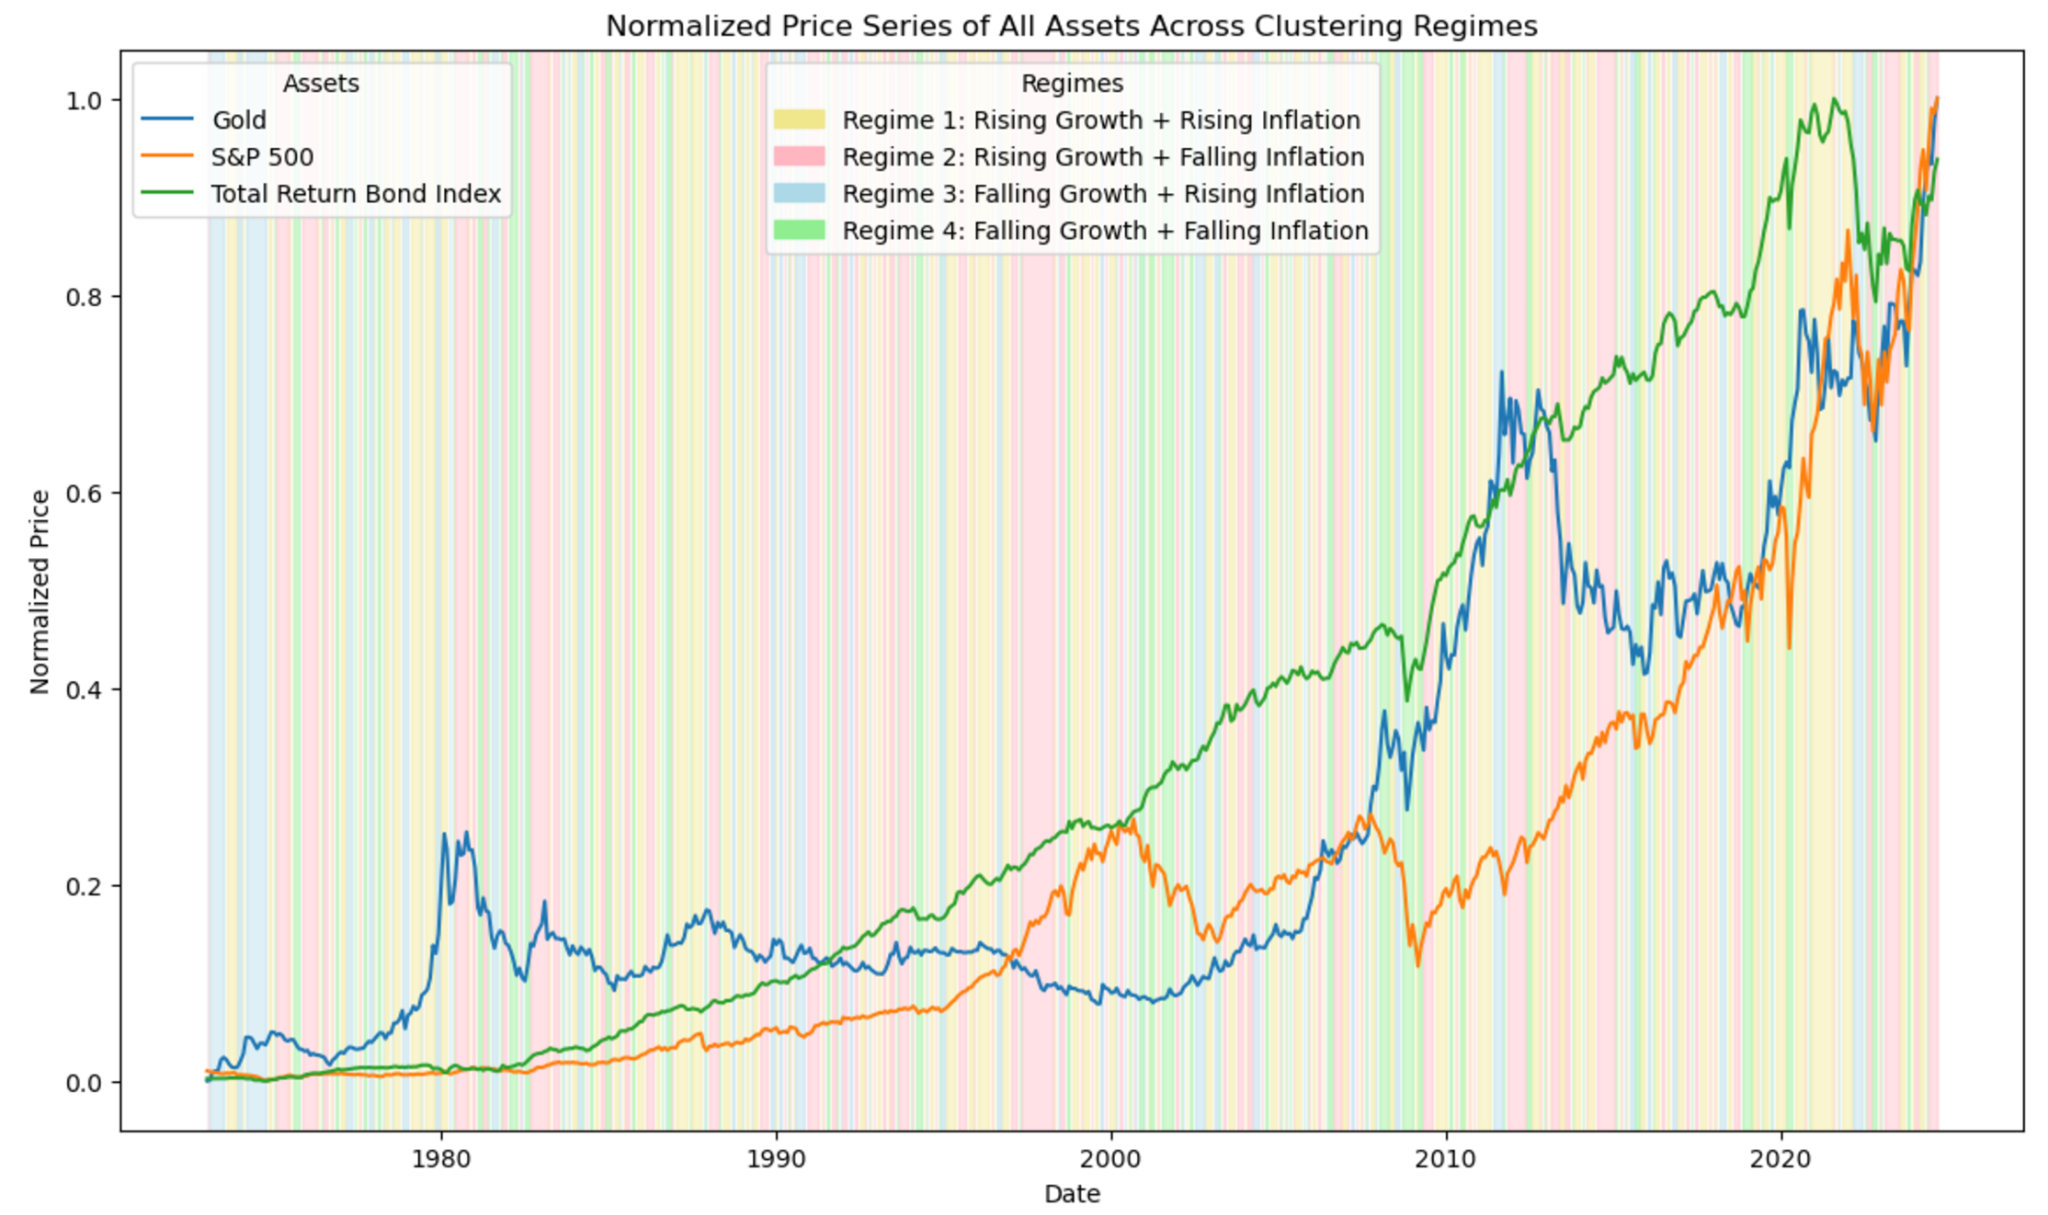 Normalized Price Series of All Assets Across Clustering Regimes
Assets
Gold
S&P 500
Total Return Bond Index
Regimes
Regime 1: Rising Growth + Rising Inflation
Regime 2: Rising Growth + Falling Inflation
Regime 3: Falling Growth + Rising Inflation
Regime 4: Falling Growth + Falling Inflation
Normalized Price
1.0
0.8
0.6
0.4
0.2
0.0
1980
1990
2000
2010
2020
Date